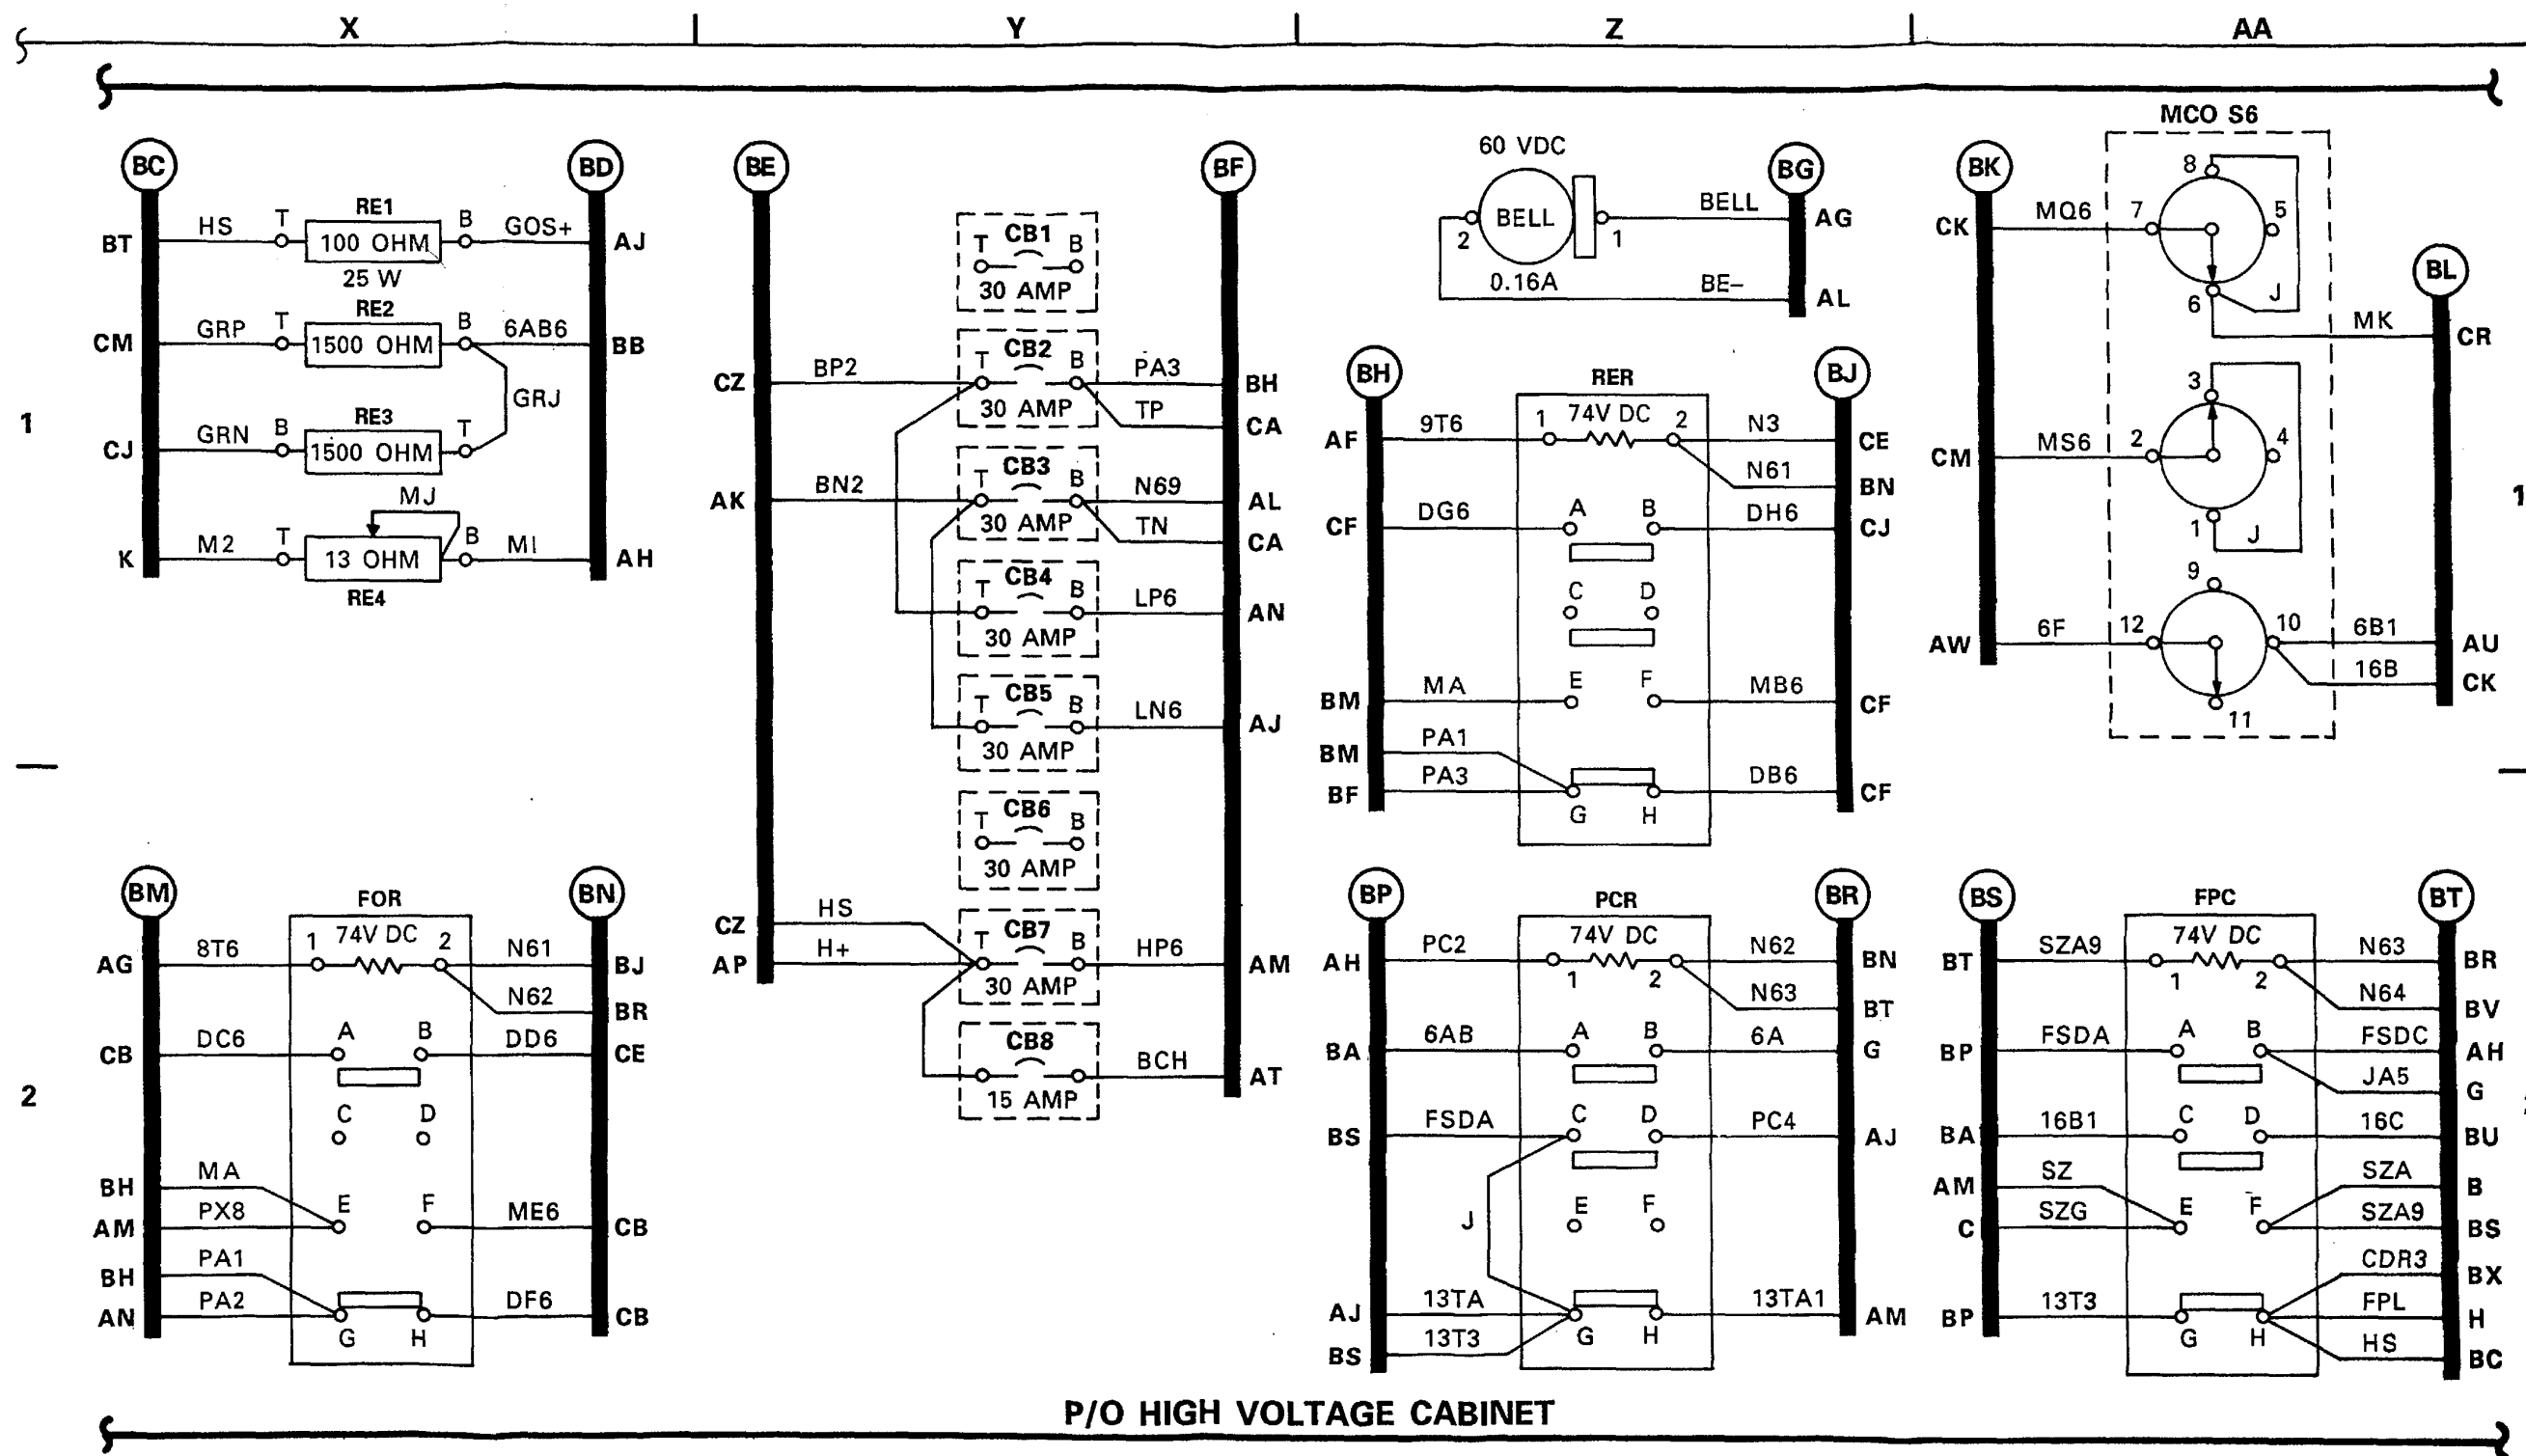 X Y Z AA
1
2
1
BC BD
BT HS T RE1 100 OHM 25 W B GOS+ AJ
CM GRP T RE2 1500 OHM B 6AB6 BB
GRJ
CJ GRN B RE3 1500 OHM T
MJ
K M2 T 13 OHM B MI AH
RE4
BE BF
T CB1 B
30 AMP
CZ BP2 T CB2 B PA3 BH
30 AMP TP CA
AK BN2 T CB3 B N69 AL
30 AMP TN CA
T CB4 B LP6 AN
30 AMP
T CB5 B LN6 AJ
30 AMP
T CB6 B
30 AMP
CZ HS
AP H+ T CB7 B HP6 AM
30 AMP
CB8 BCH AT
15 AMP
60 VDC BG
2 BELL 1 BELL AG
0.16A BE– AL
BH RER BJ
74V DC
AF 9T6 1 2 N3 CE
N61 BN
CF DG6 A B DH6 CJ
C D
BM MA E F MB6 CF
BM PA1
BF PA3 G H DB6 CF
MCO S6
BK BL
8
CK MQ6 7 5
6 J MK CR
3
CM MS6 2 4
1 J
9
AW 6F 12 10 6B1 AU
16B CK
11
BM FOR BN
74V DC
AG 8T6 1 2 N61 BJ
N62 BR
CB DC6 A B DD6 CE
C D
BH MA
AM PX8 E F ME6 CB
BH PA1
AN PA2 G H DF6 CB
BP PCR BR
74V DC
AH PC2 1 2 N62 BN
N63 BT
BA 6AB A B 6A G
BS FSDA C D PC4 AJ
J E F
AJ 13TA G H 13TA1 AM
BS 13T3
BS FPC BT
74V DC
BT SZA9 1 2 N63 BR
N64 BV
BP FSDA A B FSDC AH
JA5 G
BA 16B1 C D 16C BU
AM SZ SZA B
C SZG E F SZA9 BS
CDR3 BX
BP 13T3 G H FPL H
HS BC
P/O HIGH VOLTAGE CABINET